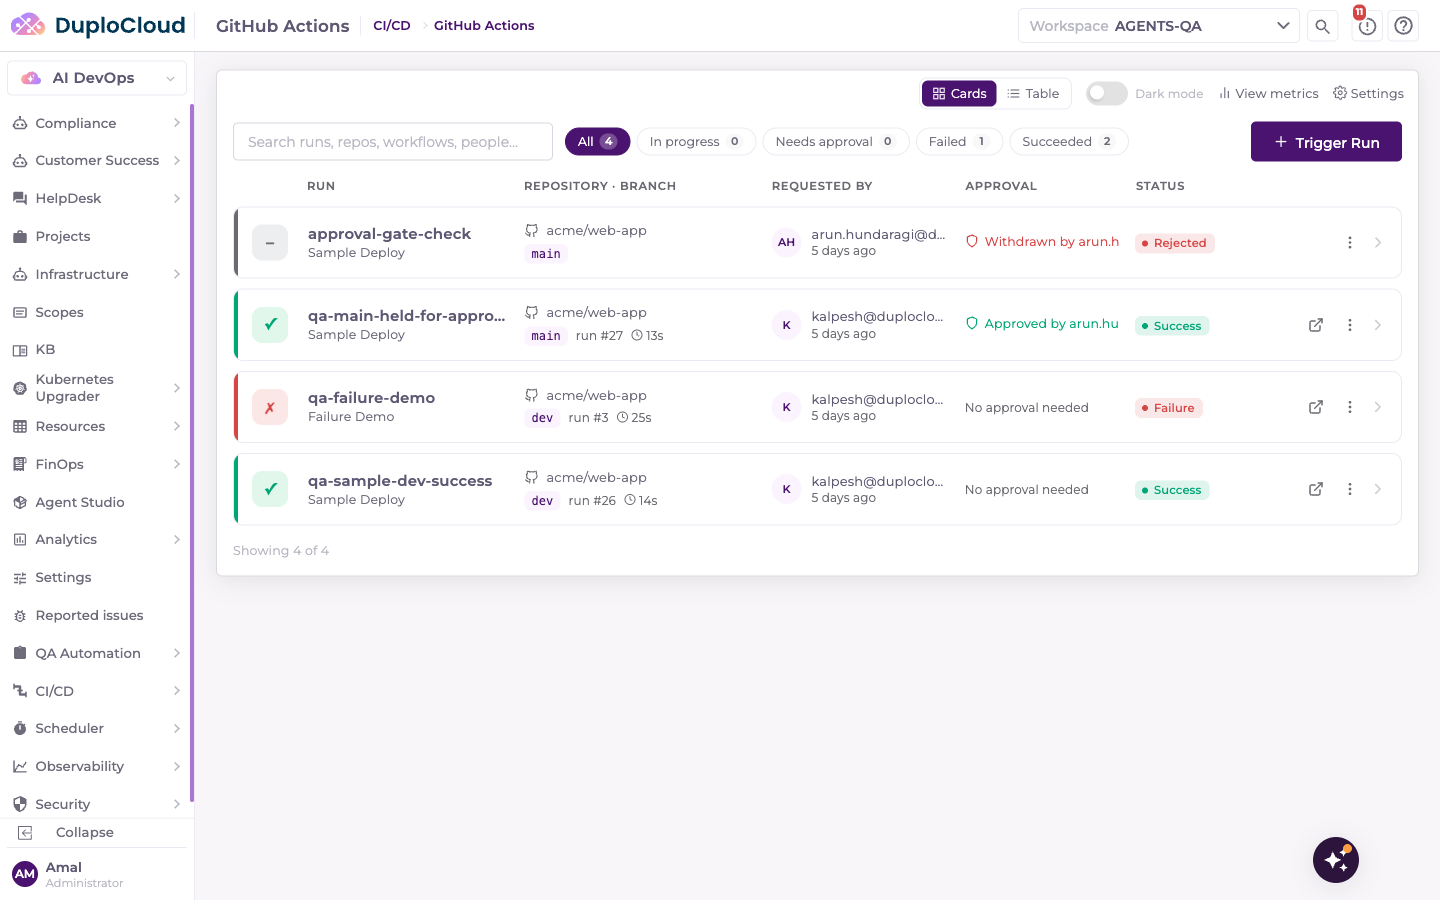 DuploCloud
GitHub Actions
CI/CD
GitHub Actions
Workspace AGENTS-QA
11
AI DevOps
Compliance
Customer Success
HelpDesk
Projects
Infrastructure
Scopes
KB
Kubernetes
Upgrader
Resources
FinOps
Agent Studio
Analytics
Settings
Reported issues
QA Automation
CI/CD
Scheduler
Observability
Security
Collapse
AM
Amal
Administrator
Cards
Table
Dark mode
View metrics
Settings
Search runs, repos, workflows, people...
All 4
In progress 0
Needs approval 0
Failed 1
Succeeded 2
+ Trigger Run
RUN
REPOSITORY · BRANCH
REQUESTED BY
APPROVAL
STATUS
approval-gate-check
Sample Deploy
acme/web-app
main
AH
arun.hundaragi@d...
5 days ago
Withdrawn by arun.h
Rejected
qa-main-held-for-appro...
Sample Deploy
acme/web-app
main run #27 13s
K
kalpesh@duploclo...
5 days ago
Approved by arun.hu
Success
qa-failure-demo
Failure Demo
acme/web-app
dev run #3 25s
K
kalpesh@duploclo...
5 days ago
No approval needed
Failure
qa-sample-dev-success
Sample Deploy
acme/web-app
dev run #26 14s
K
kalpesh@duploclo...
5 days ago
No approval needed
Success
Showing 4 of 4